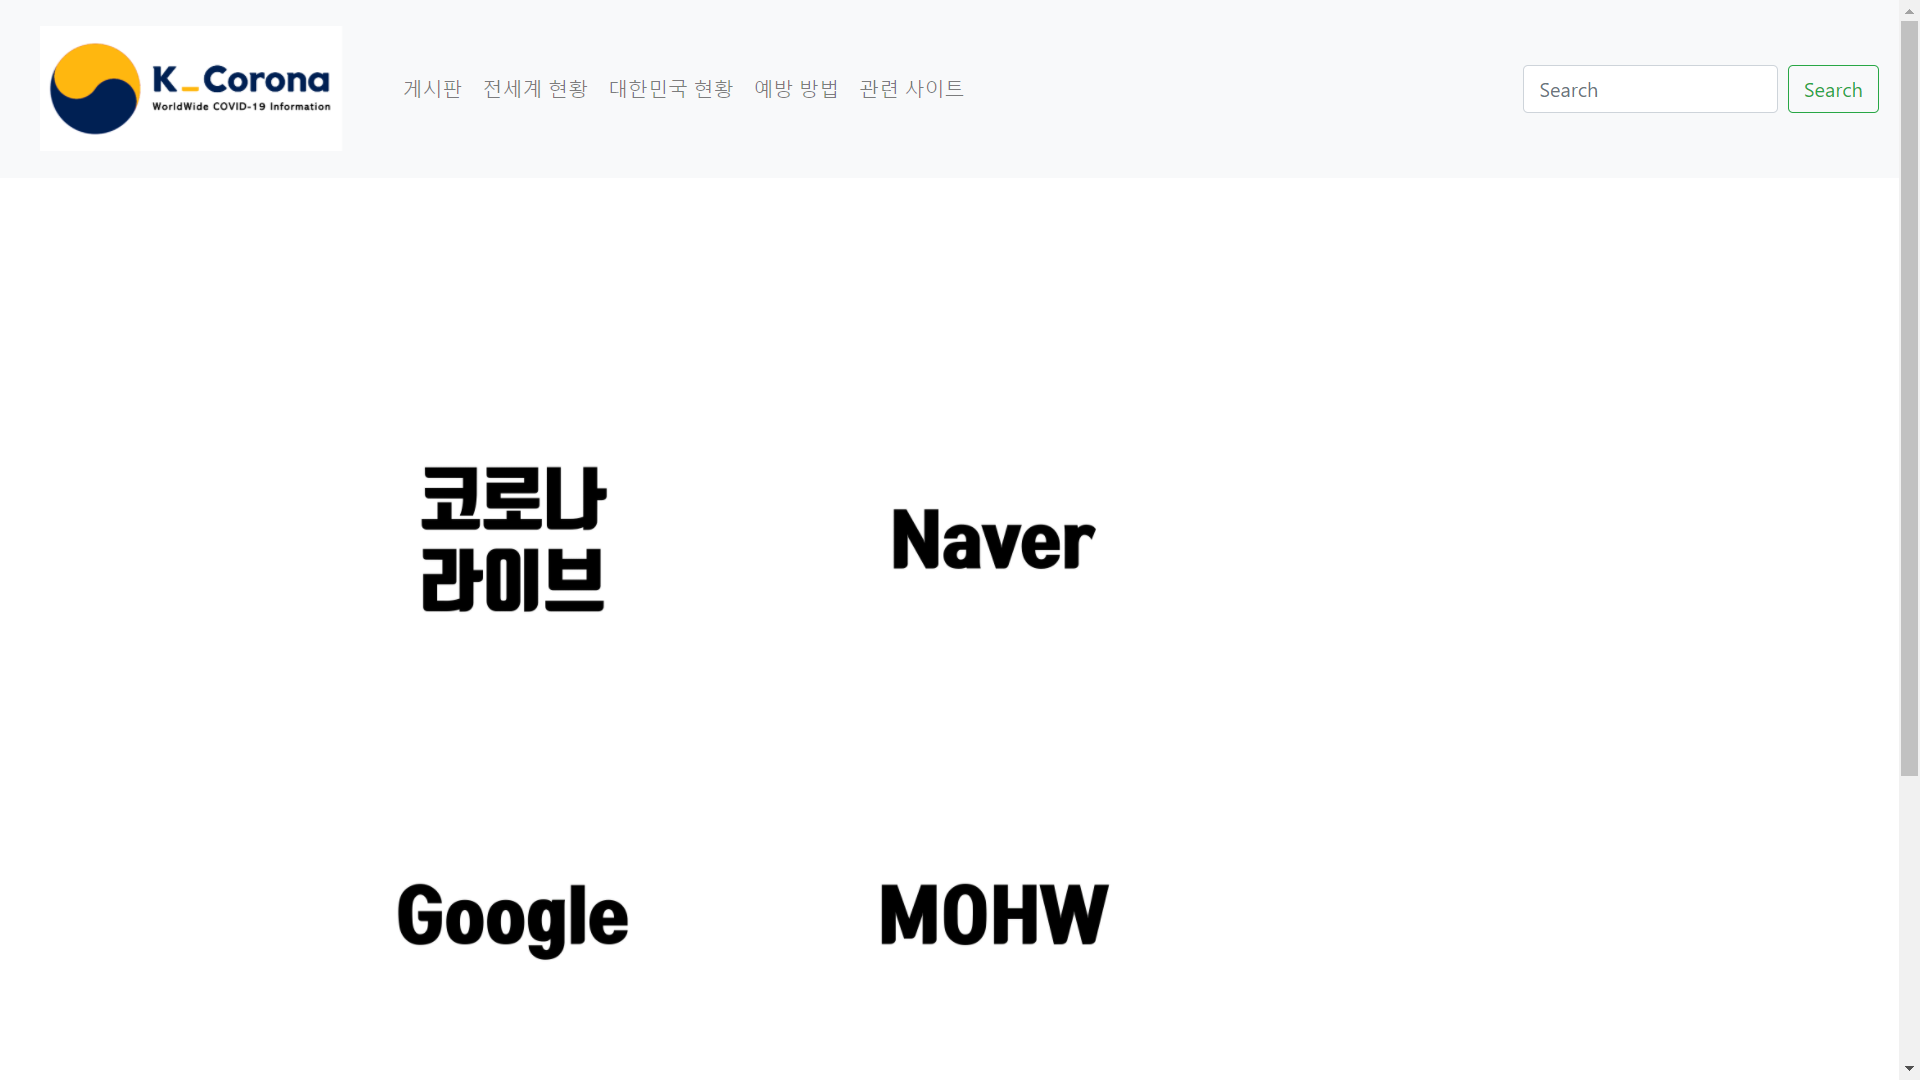 K_Corona
WorldWide COVID-19 Information
게시판 전세계 현황 대한민국 현황 예방 방법 관련 사이트
Search
Search
코로나
라이브
Naver
Google
MOHW